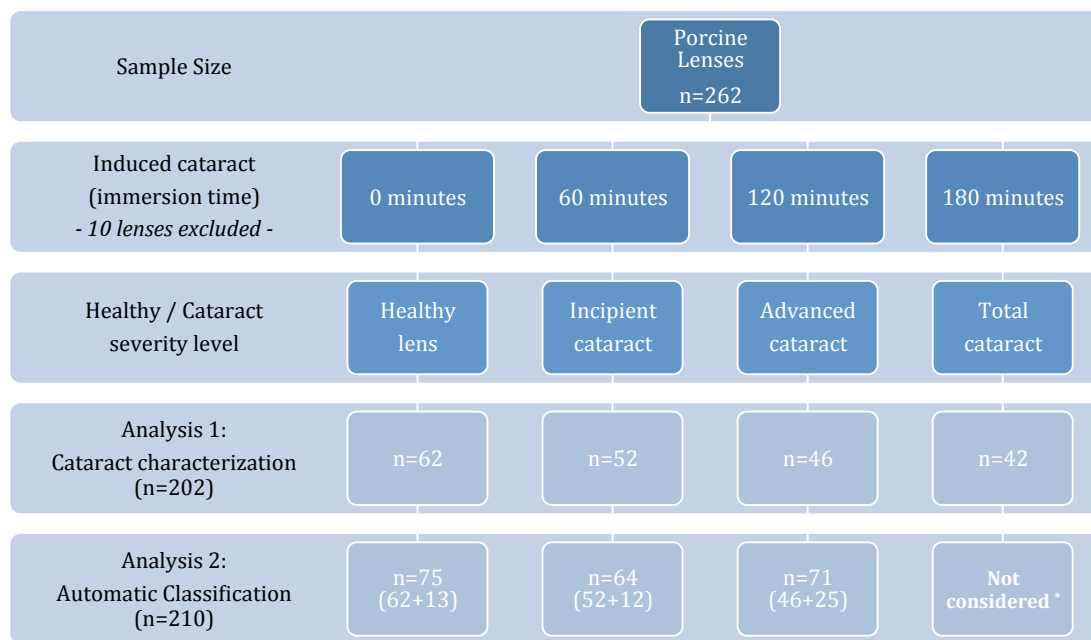 Sample Size
Porcine
Lenses
n=262
Induced cataract
(immersion time)
- 10 lenses excluded -
0 minutes
60 minutes
120 minutes
180 minutes
Healthy / Cataract
severity level
Healthy
lens
Incipient
cataract
Advanced
cataract
Total
cataract
Analysis 1:
Cataract characterization
(n=202)
n=62
n=52
n=46
n=42
Analysis 2:
Automatic Classification
(n=210)
n=75
(62+13)
n=64
(52+12)
n=71
(46+25)
Not
considered *